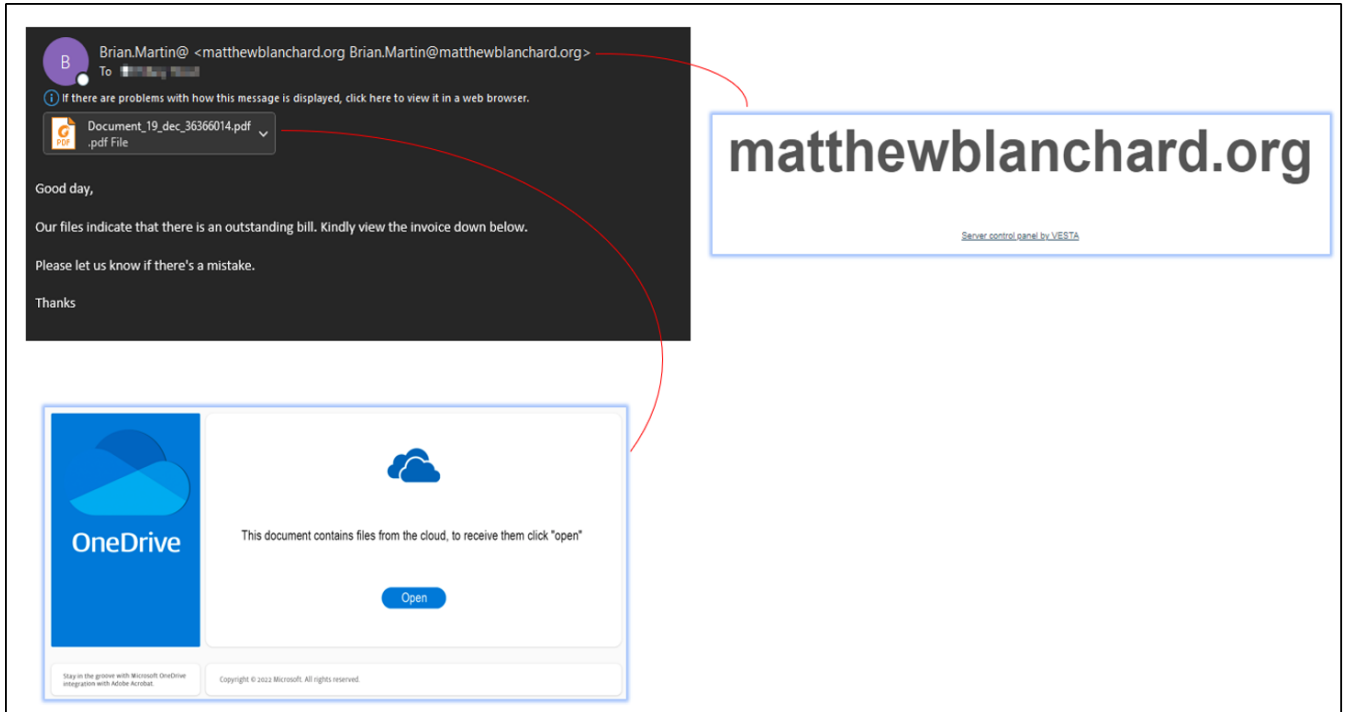 B
Brian.Martin@ <matthewblanchard.org Brian.Martin@matthewblanchard.org>
To
If there are problems with how this message is displayed, click here to view it in a web browser.
PDF
Document_19_dec_36366014.pdf
.pdf File
Good day,
Our files indicate that there is an outstanding bill. Kindly view the invoice down below.
Please let us know if there's a mistake.
Thanks
matthewblanchard.org
Server control panel by VESTA
OneDrive
This document contains files from the cloud, to receive them click "open"
Open
Stay in the groove with Microsoft OneDrive
integration with Adobe Acrobat
Copyright © 2022 Microsoft. All rights reserved.